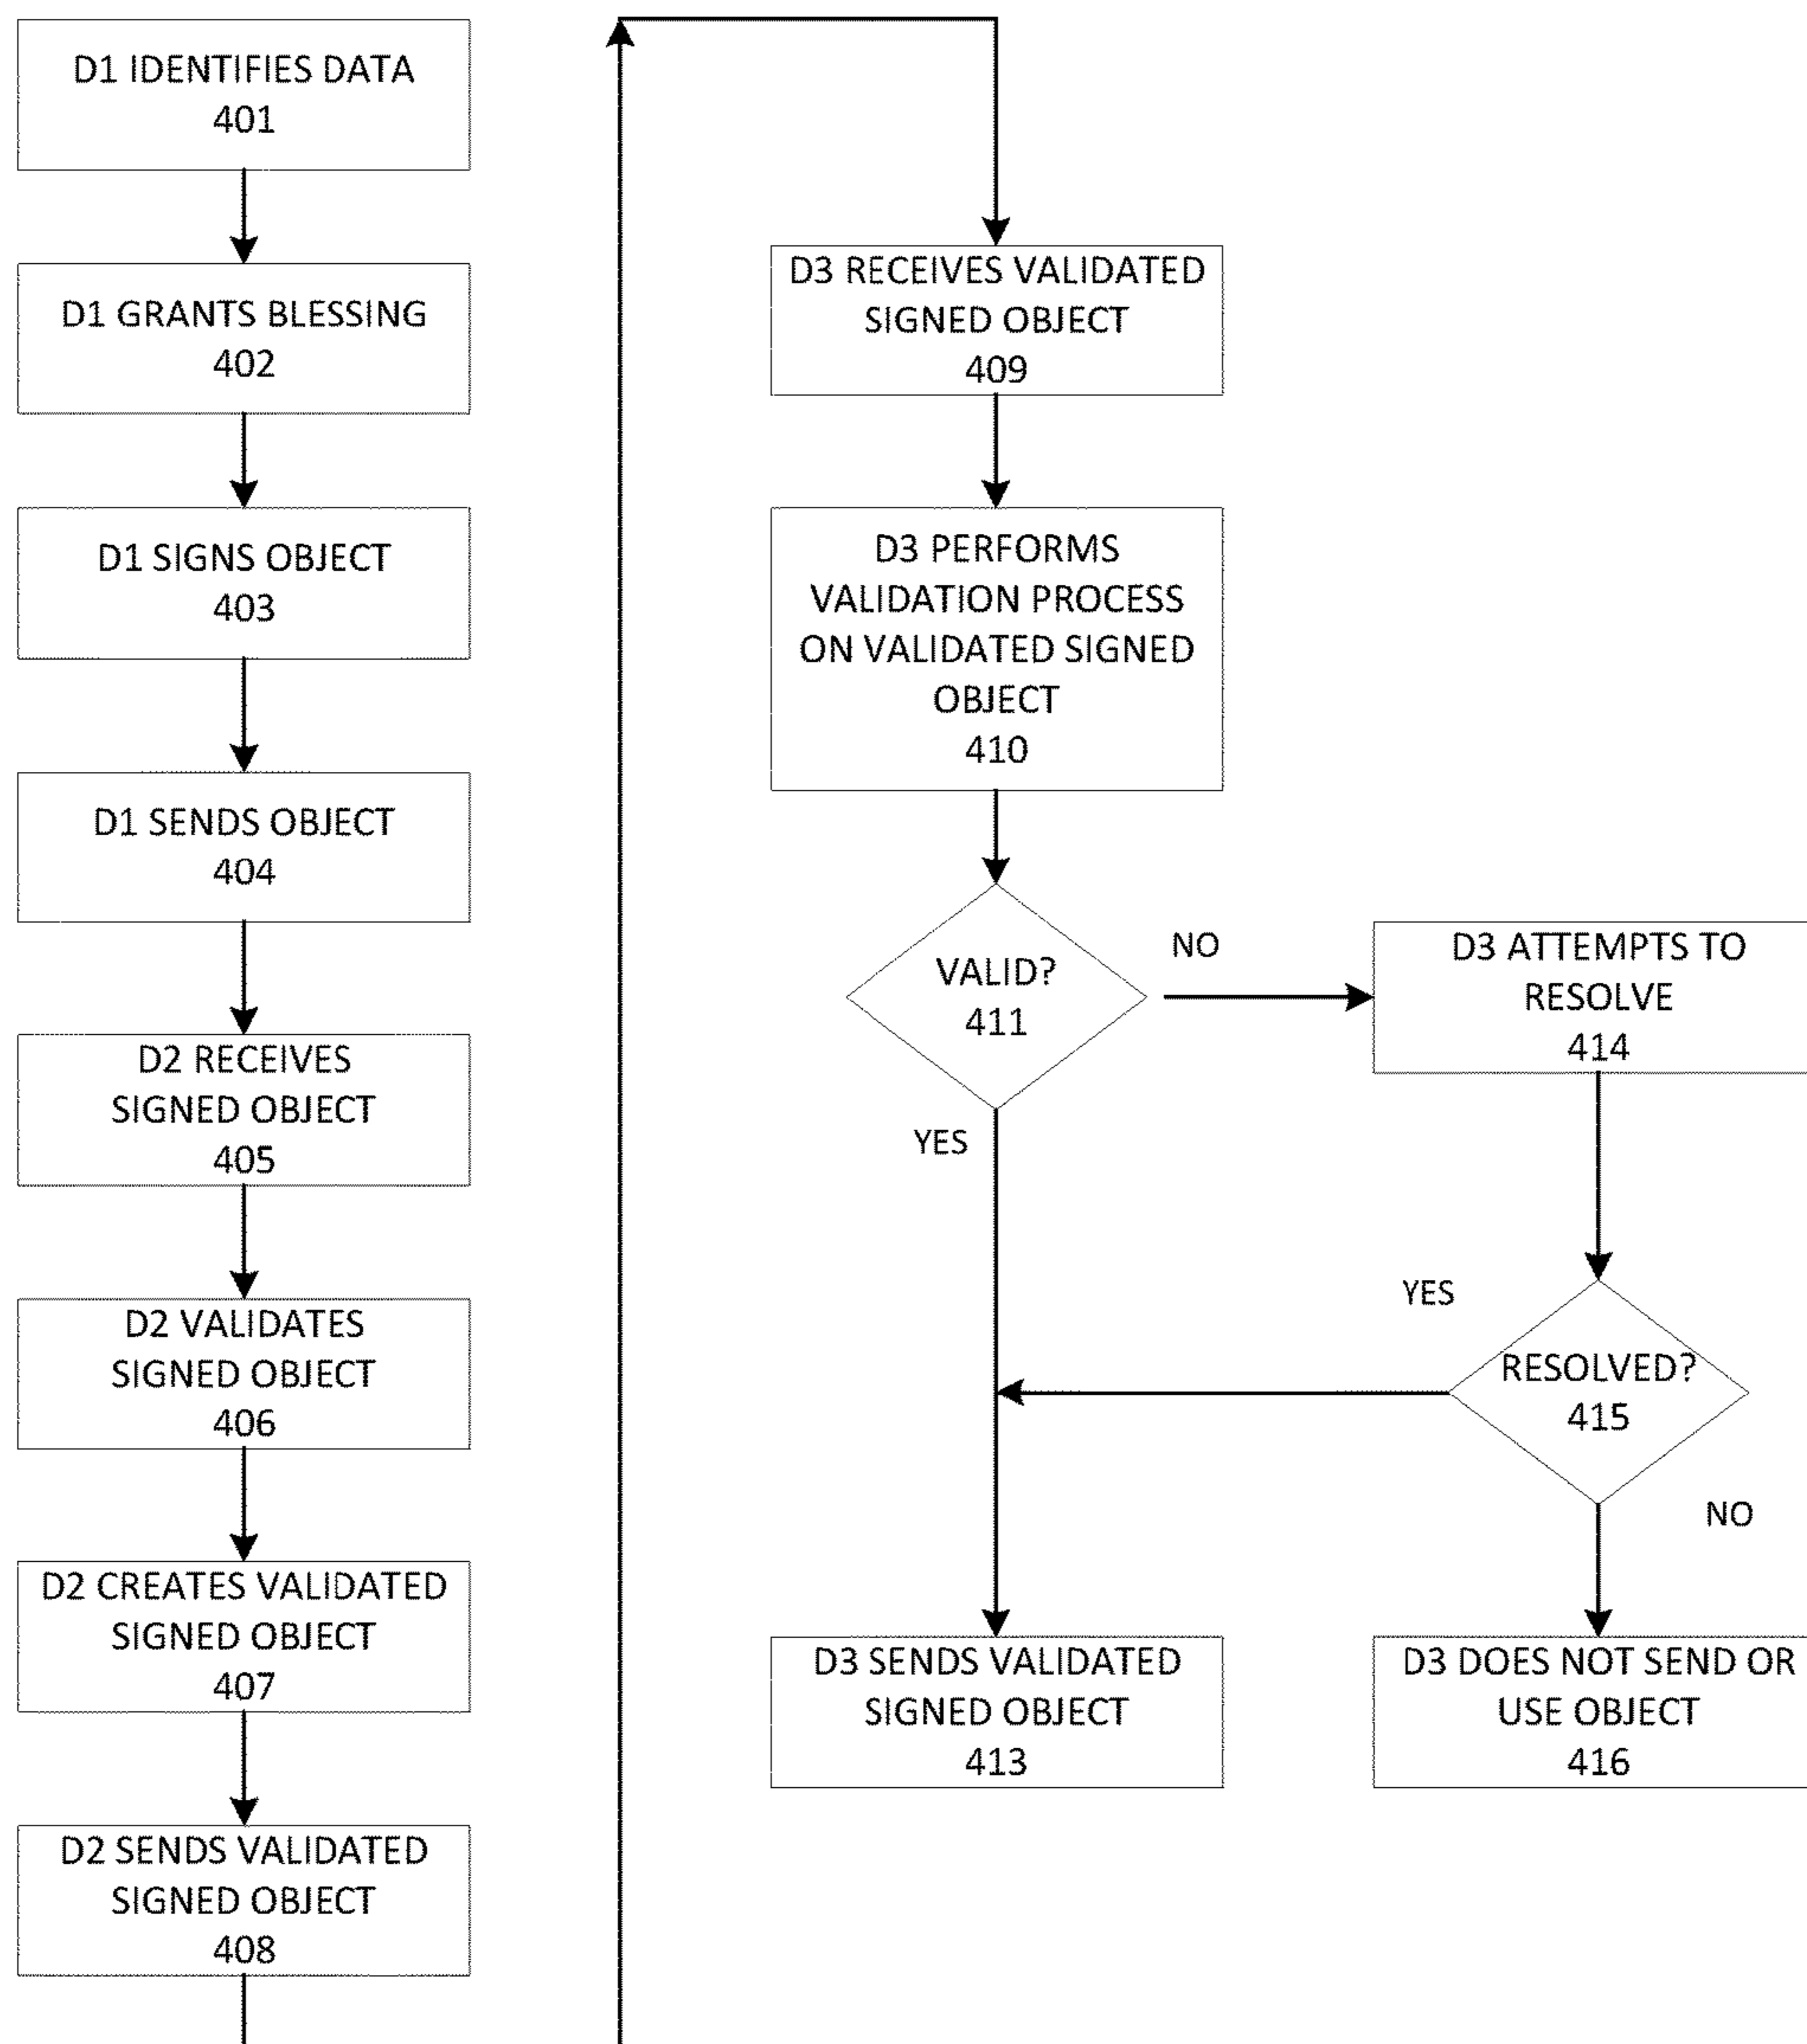 D1 IDENTIFIES DATA
401
D1 GRANTS BLESSING
402
D1 SIGNS OBJECT
403
D1 SENDS OBJECT
404
D2 RECEIVES
SIGNED OBJECT
405
D2 VALIDATES
SIGNED OBJECT
406
D2 CREATES VALIDATED
SIGNED OBJECT
407
D2 SENDS VALIDATED
SIGNED OBJECT
408
D3 RECEIVES VALIDATED
SIGNED OBJECT
409
D3 PERFORMS
VALIDATION PROCESS
ON VALIDATED SIGNED
OBJECT
410
VALID?
411
NO
YES
D3 ATTEMPTS TO
RESOLVE
414
YES
RESOLVED?
415
NO
D3 SENDS VALIDATED
SIGNED OBJECT
413
D3 DOES NOT SEND OR
USE OBJECT
416